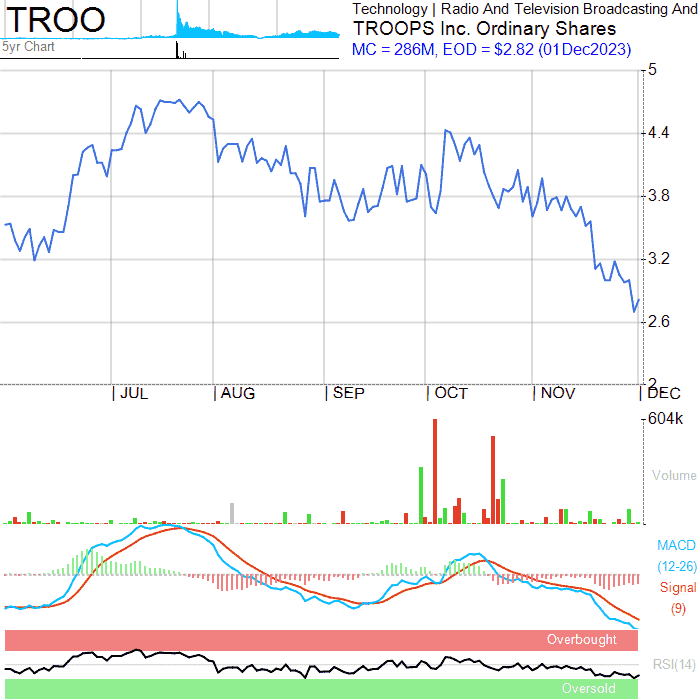 TROO
Technology | Radio And Television Broadcasting And
TROOPS Inc. Ordinary Shares
5yr Chart
MC = 286M, EOD = $2.82 (01Dec2023)
5
4.4
3.8
3.2
2.6
2
| JUL | AUG | SEP | OCT | NOV | DEC
604k
Volume
MACD
(12-26)
Signal
(9)
Overbought
RSI(14)
Oversold